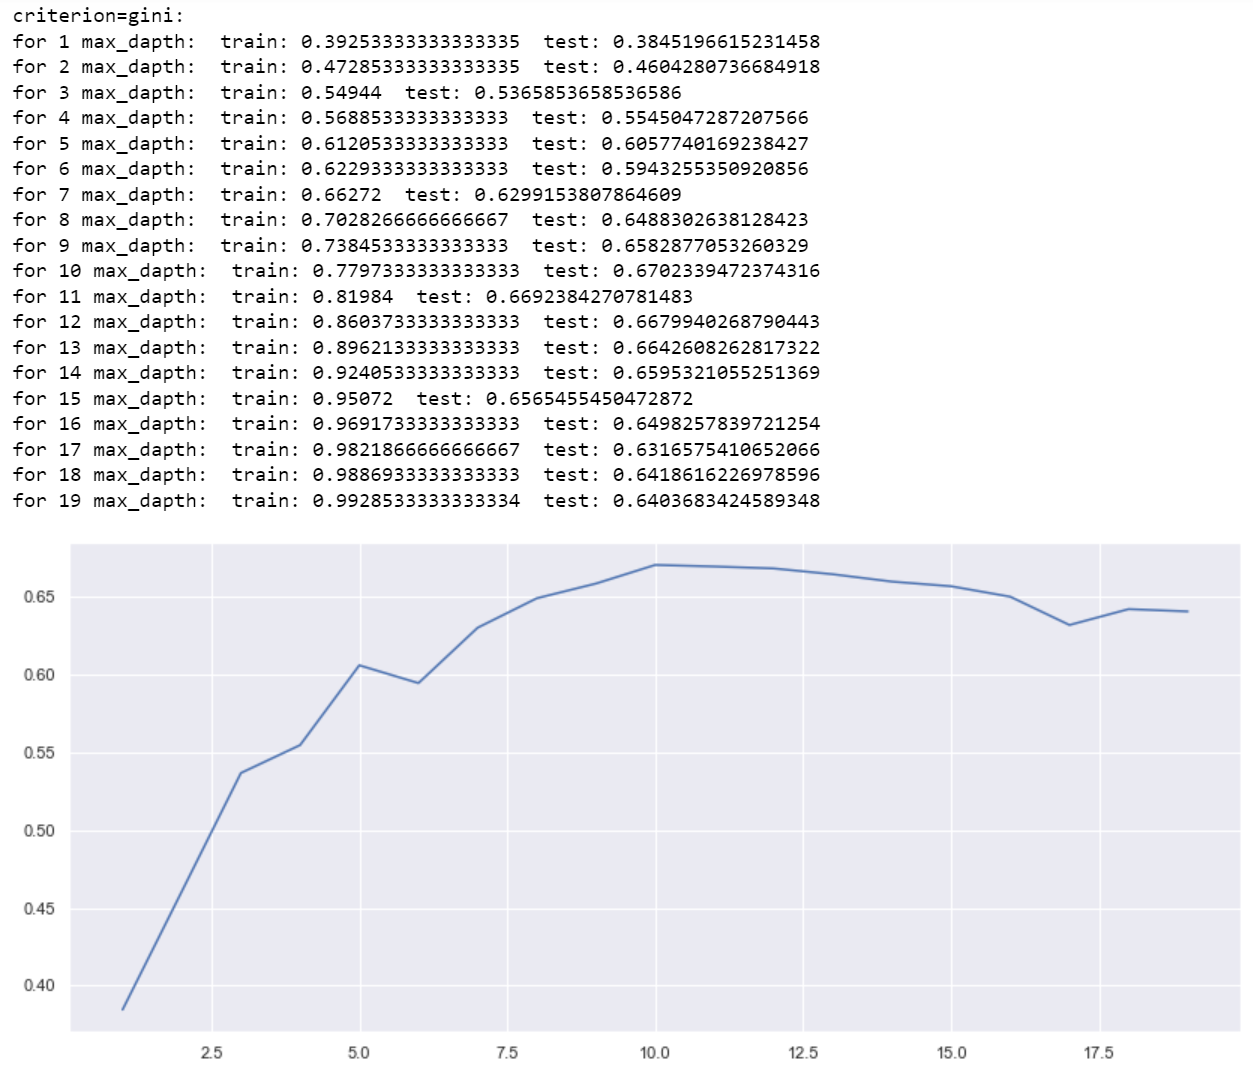 criterion=gini:
for 1 max_dapth:  train: 0.39253333333333335  test: 0.3845196615231458
for 2 max_dapth:  train: 0.47285333333333335  test: 0.4604280736684918
for 3 max_dapth:  train: 0.54944  test: 0.5365853658536586
for 4 max_dapth:  train: 0.5688533333333333  test: 0.5545047287207566
for 5 max_dapth:  train: 0.6120533333333333  test: 0.6057740169238427
for 6 max_dapth:  train: 0.6229333333333333  test: 0.5943255350920856
for 7 max_dapth:  train: 0.66272  test: 0.6299153807864609
for 8 max_dapth:  train: 0.7028266666666667  test: 0.6488302638128423
for 9 max_dapth:  train: 0.7384533333333333  test: 0.6582877053260329
for 10 max_dapth:  train: 0.7797333333333333  test: 0.6702339472374316
for 11 max_dapth:  train: 0.81984  test: 0.6692384270781483
for 12 max_dapth:  train: 0.8603733333333333  test: 0.6679940268790443
for 13 max_dapth:  train: 0.8962133333333333  test: 0.6642608262817322
for 14 max_dapth:  train: 0.9240533333333333  test: 0.6595321055251369
for 15 max_dapth:  train: 0.95072  test: 0.6565455450472872
for 16 max_dapth:  train: 0.9691733333333333  test: 0.6498257839721254
for 17 max_dapth:  train: 0.9821866666666667  test: 0.6316575410652066
for 18 max_dapth:  train: 0.9886933333333333  test: 0.6418616226978596
for 19 max_dapth:  train: 0.9928533333333334  test: 0.6403683424589348
0.65
0.60
0.55
0.50
0.45
0.40
2.5 5.0 7.5 10.0 12.5 15.0 17.5